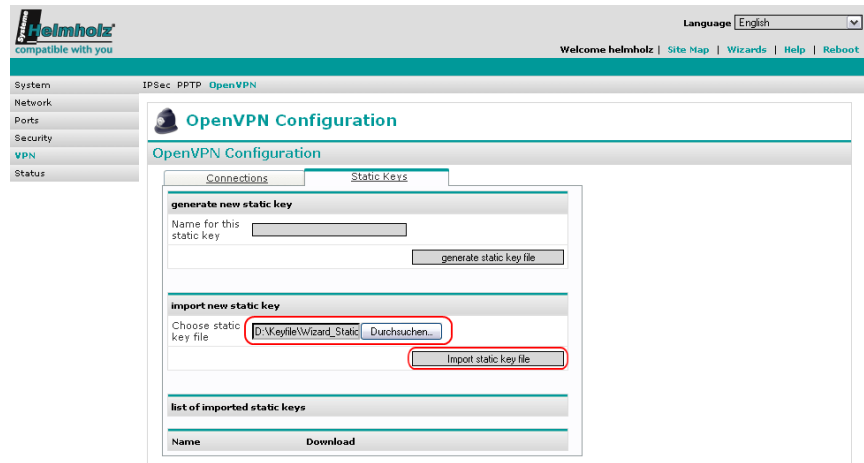 Systeme Helmholz
compatible with you
Language English
Welcome helmholz | Site Map | Wizards | Help | Reboot
System
Network
Ports
Security
VPN
Status
IPSec PPTP OpenVPN
OpenVPN Configuration
OpenVPN Configuration
Connections
Static Keys
generate new static key
Name for this
static key
generate static key file
import new static key
Choose static
key file
D:\Keyfile\Wizard_Static
Durchsuchen...
Import static key file
list of imported static keys
Name Download